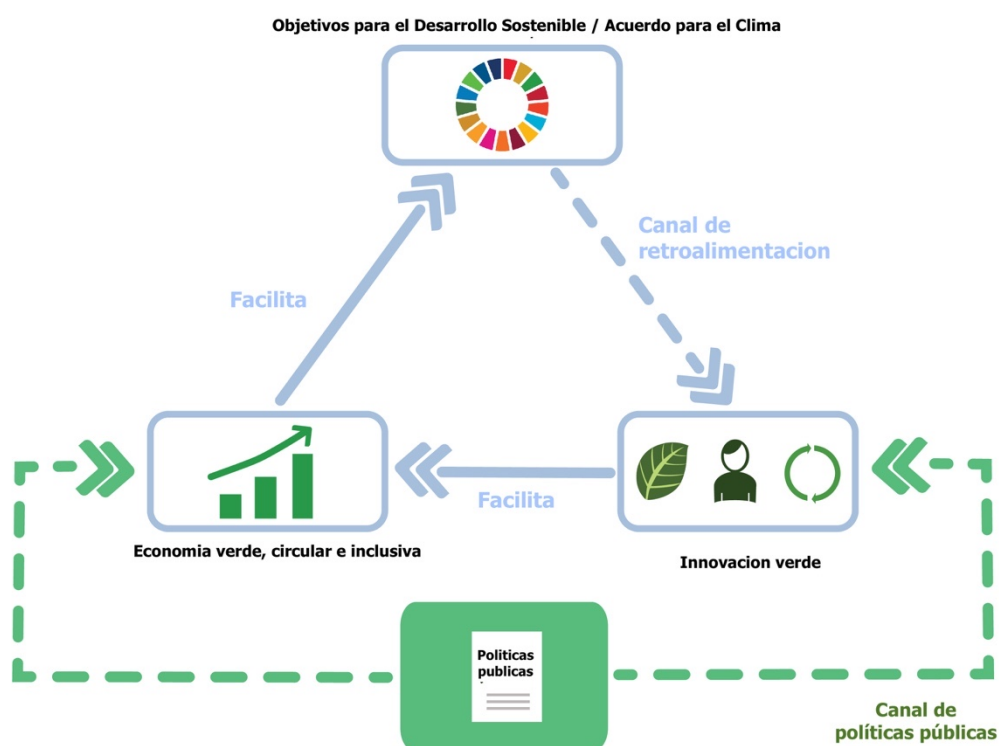 Objetivos para el Desarrollo Sostenible / Acuerdo para el Clima
Canal de
retroalimentacion
Facilita
Facilita
Economia verde, circular e inclusiva
Innovacion verde
Politicas
publicas
Canal de
políticas públicas